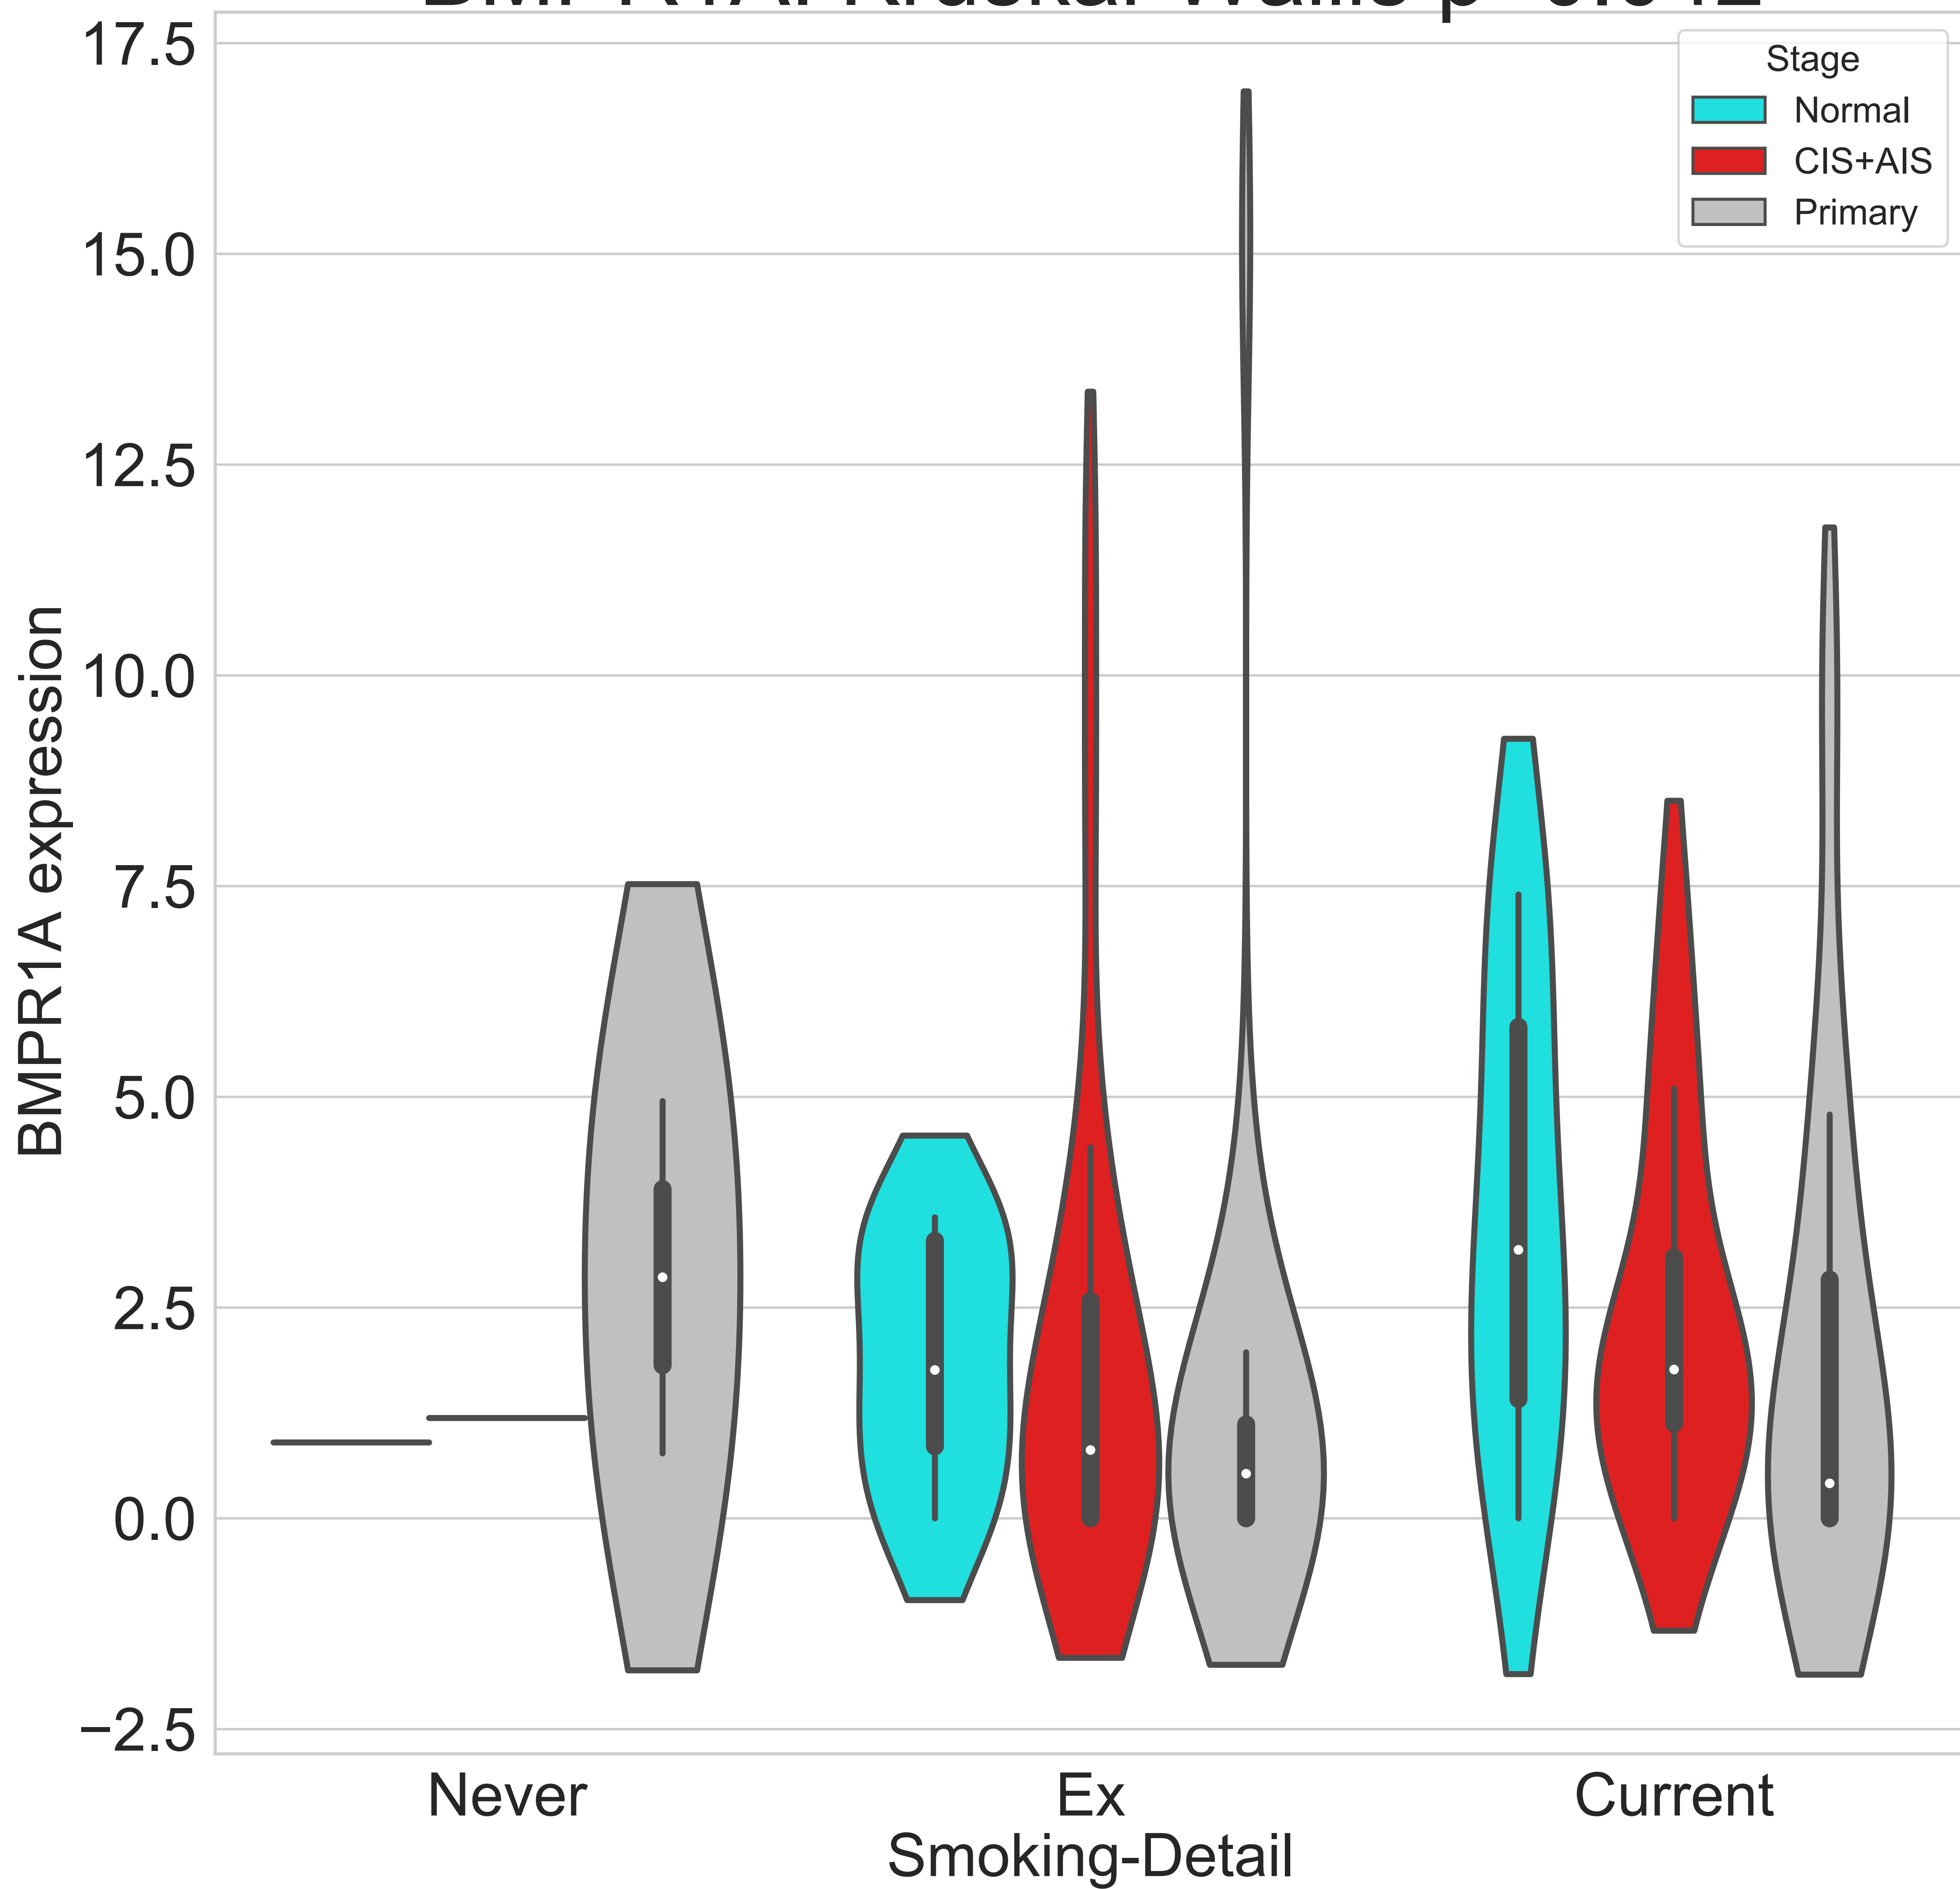 17.5
15.0
12.5
10.0
7.5
5.0
2.5
0.0
−2.5
BMPR1A expression
Stage
Normal
CIS+AIS
Primary
Never
Ex
Current
Smoking-Detail